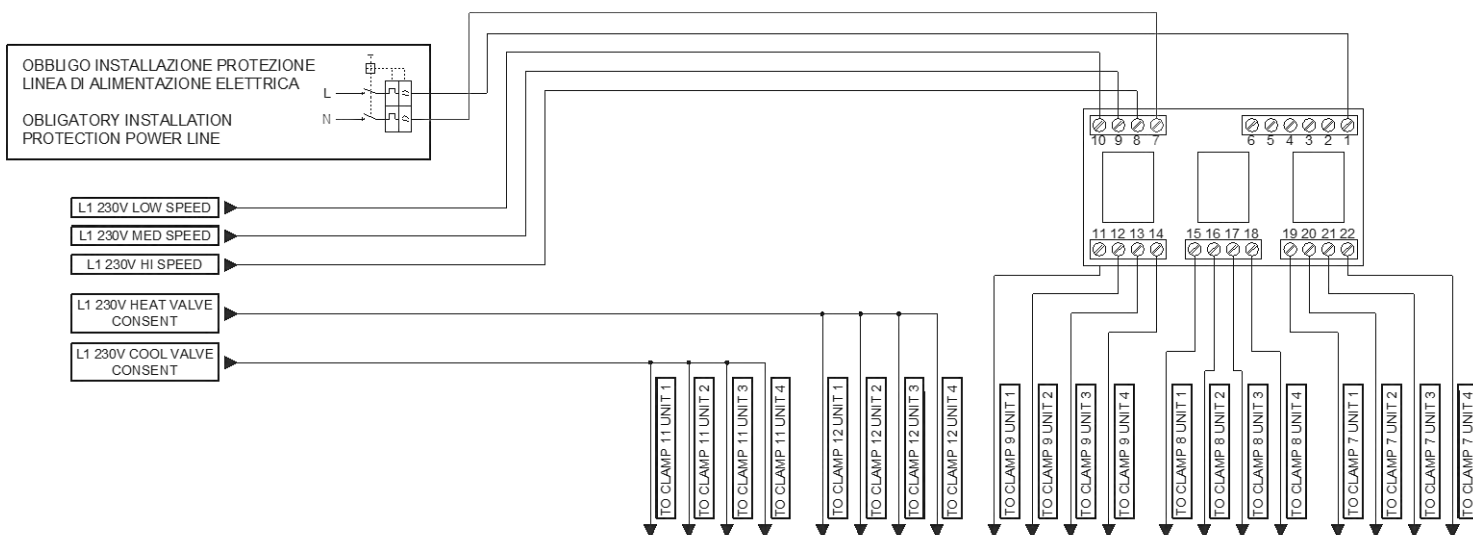 OBBLIGO INSTALLAZIONE PROTEZIONE
LINEA DI ALIMENTAZIONE ELETTRICA
OBLIGATORY INSTALLATION
PROTECTION POWER LINE
L
N
10 9 8 7
6 5 4 3 2 1
11 12 13 14
15 16 17 18
19 20 21 22
L1 230V LOW SPEED
L1 230V MED SPEED
L1 230V HI SPEED
L1 230V HEAT VALVE
CONSENT
L1 230V COOL VALVE
CONSENT
TO CLAMP 11 UNIT 1
TO CLAMP 11 UNIT 2
TO CLAMP 11 UNIT 3
TO CLAMP 11 UNIT 4
TO CLAMP 12 UNIT 1
TO CLAMP 12 UNIT 2
TO CLAMP 12 UNIT 3
TO CLAMP 12 UNIT 4
TO CLAMP 9 UNIT 1
TO CLAMP 9 UNIT 2
TO CLAMP 9 UNIT 3
TO CLAMP 9 UNIT 4
TO CLAMP 8 UNIT 1
TO CLAMP 8 UNIT 2
TO CLAMP 8 UNIT 3
TO CLAMP 8 UNIT 4
TO CLAMP 7 UNIT 1
TO CLAMP 7 UNIT 2
TO CLAMP 7 UNIT 3
TO CLAMP 7 UNIT 4